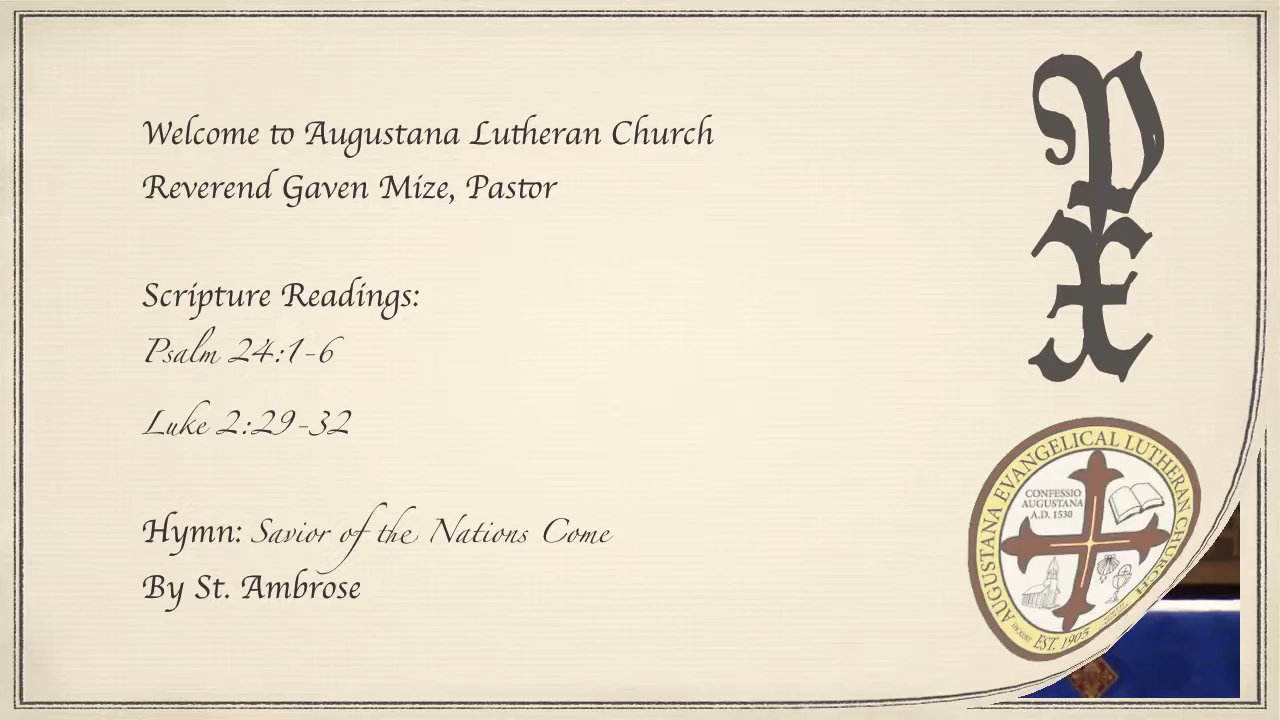 Welcome to Augustana Lutheran Church
Reverend Gaven Mize, Pastor
Scripture Readings:
Psalm 24:1-6
Luke 2:29-32
Hymn: Savior of the Nations Come
By St. Ambrose
AUGUSTANA EVANGELICAL LUTHERAN CHURCH
CONFESSIO
AUGUSTANA
A.D. 1530
EST. 1905